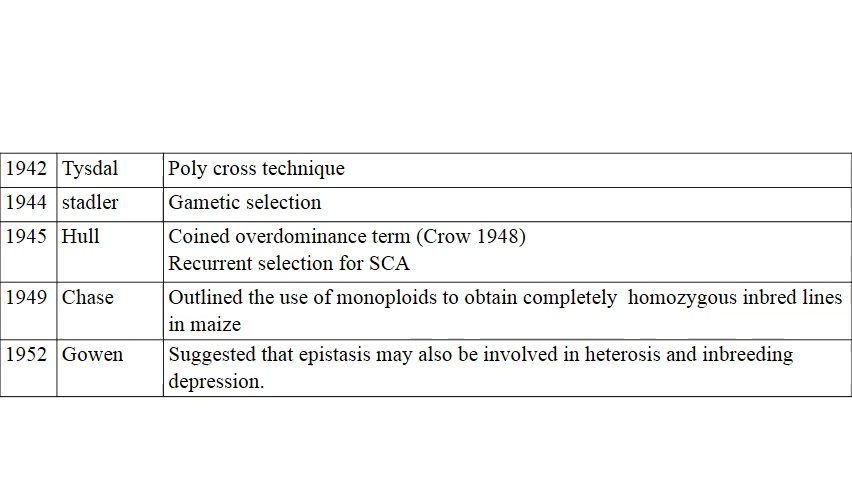 1942 Tysdal Poly cross technique
1944 stadler Gametic selection
1945 Hull Coined overdominance term (Crow 1948)
Recurrent selection for SCA
1949 Chase Outlined the use of monoploids to obtain completely homozygous inbred lines
in maize
1952 Gowen Suggested that epistasis may also be involved in heterosis and inbreeding
depression.